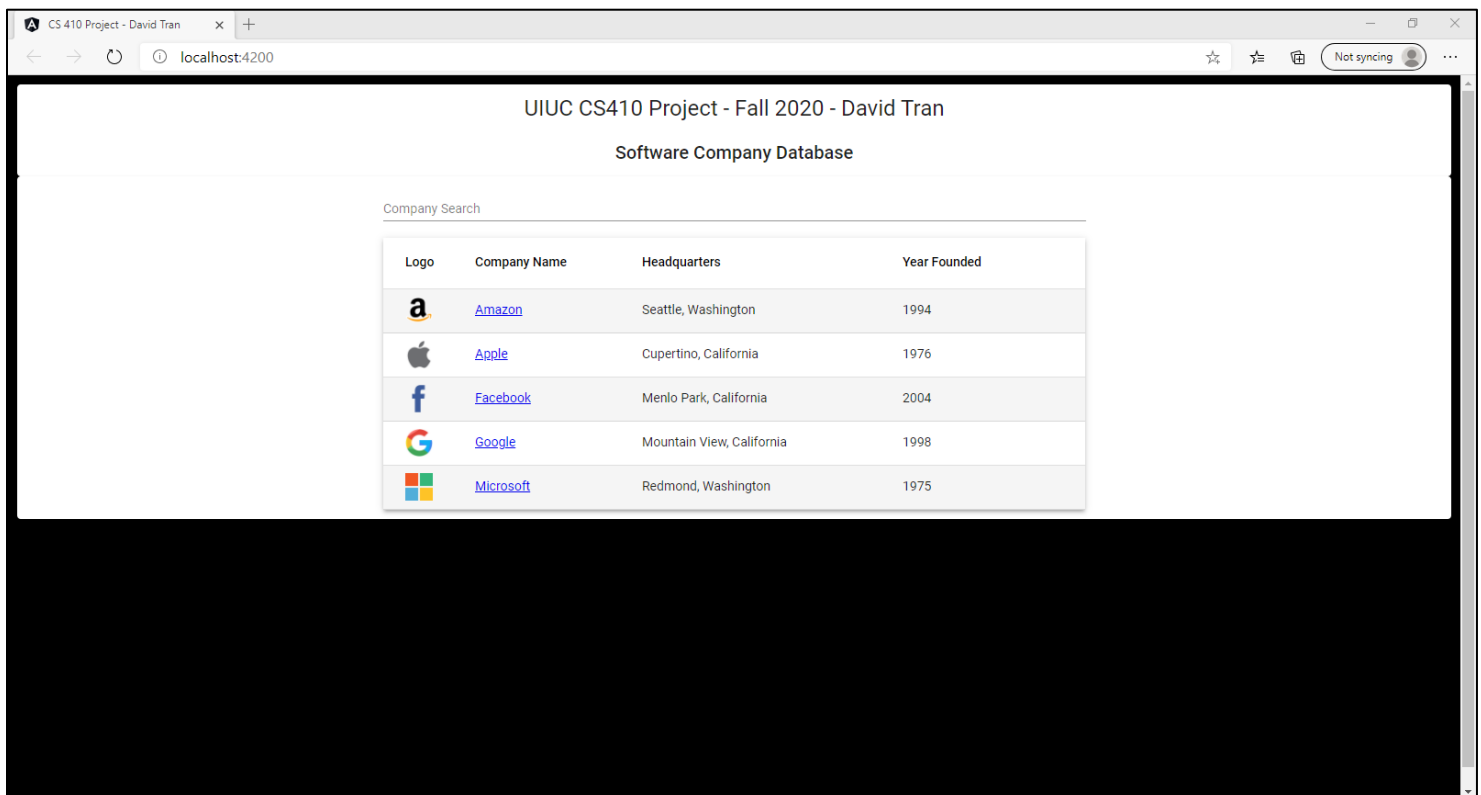 CS 410 Project - David Tran
localhost:4200
Not syncing
UIUC CS410 Project - Fall 2020 - David Tran
Software Company Database
Company Search
Logo Company Name Headquarters Year Founded
a Amazon Seattle, Washington 1994
Apple Cupertino, California 1976
f Facebook Menlo Park, California 2004
G Google Mountain View, California 1998
Microsoft Redmond, Washington 1975